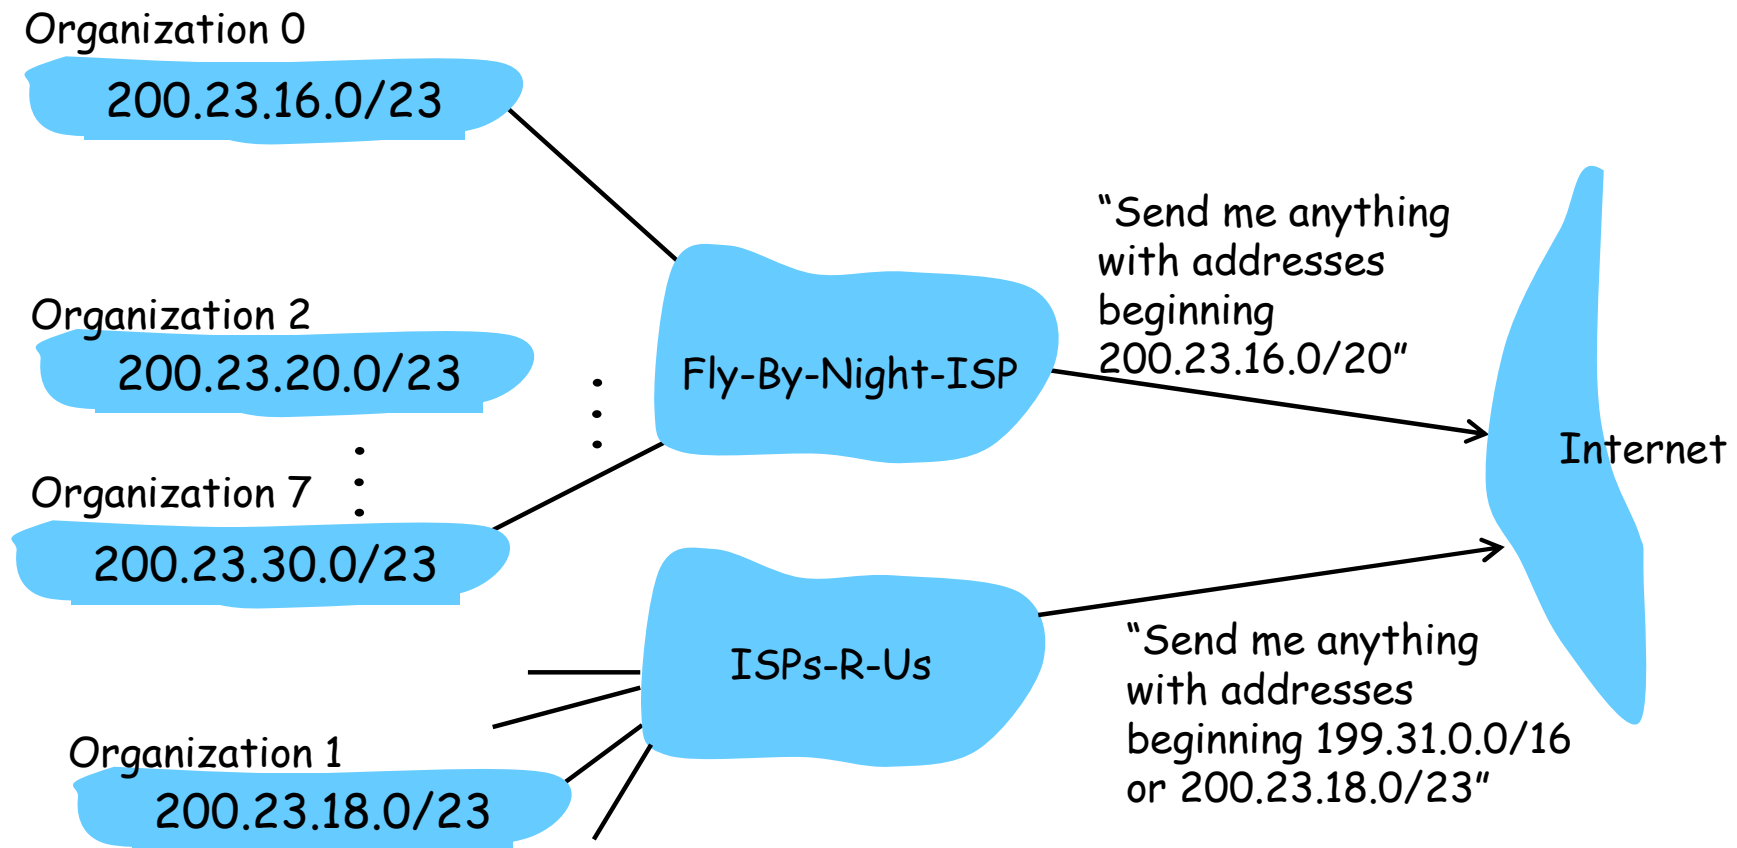 Organization 0
200.23.16.0/23
Organization 2
200.23.20.0/23
Organization 7
200.23.30.0/23
Fly-By-Night-ISP
“Send me anything
with addresses
beginning
200.23.16.0/20”
Internet
ISPs-R-Us
“Send me anything
with addresses
beginning 199.31.0.0/16
or 200.23.18.0/23”
Organization 1
200.23.18.0/23